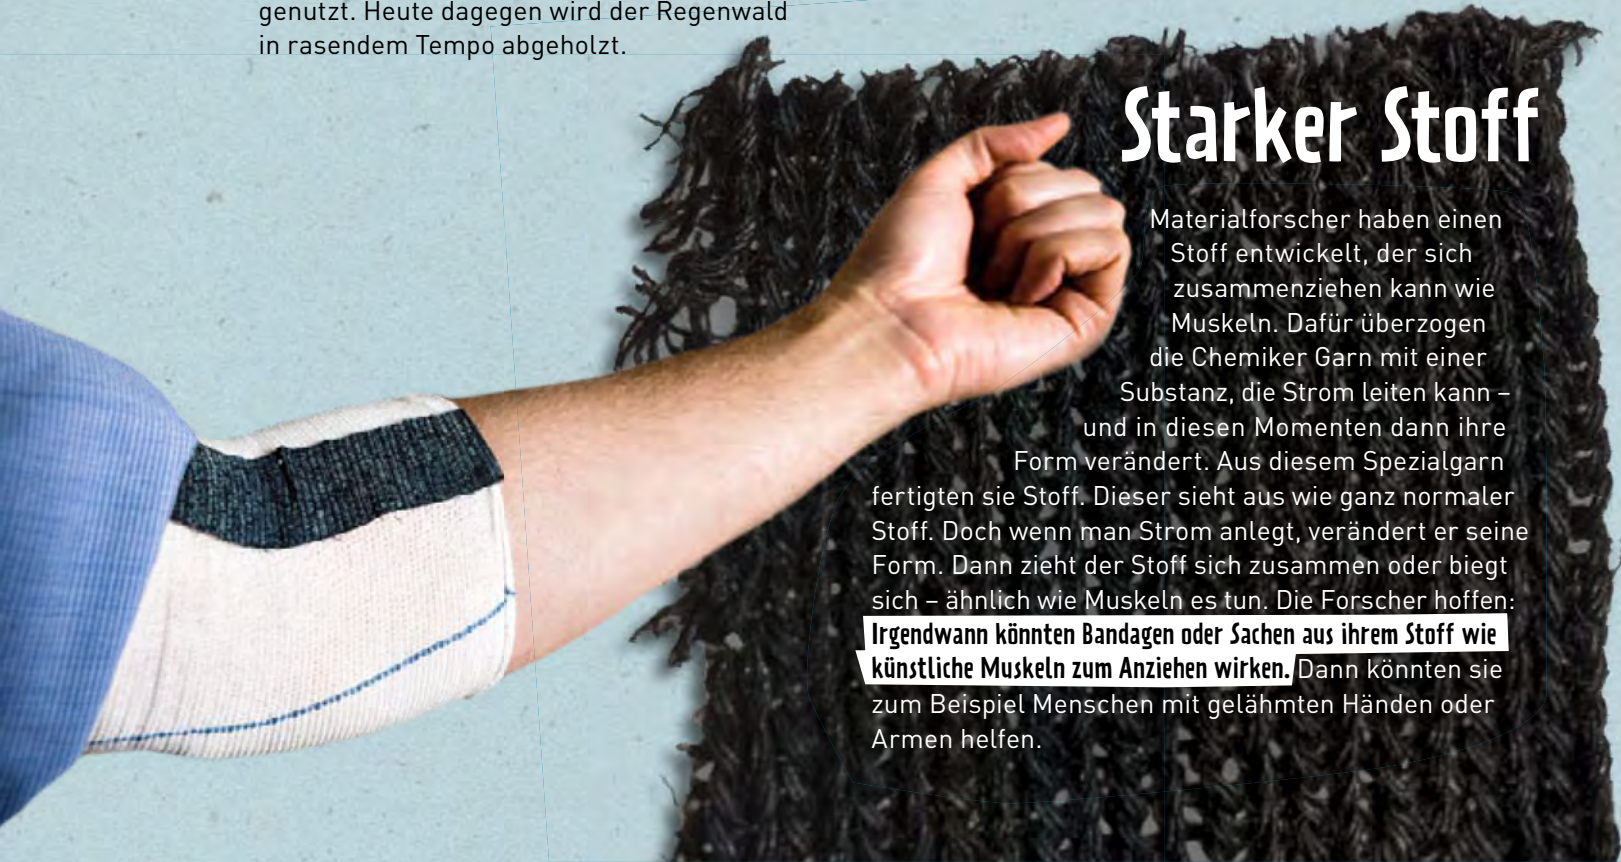 genutzt. Heute dagegen wird der Regenwald
in rasendem Tempo abgeholzt.
Starker Stoff
Materialforscher haben einen
Stoff entwickelt, der sich
zusammenziehen kann wie
Muskeln. Dafür überzogen
die Chemiker Garn mit einer
Substanz, die Strom leiten kann –
und in diesen Momenten dann ihre
Form verändert. Aus diesem Spezialgarn
fertigten sie Stoff. Dieser sieht aus wie ganz normaler
Stoff. Doch wenn man Strom anlegt, verändert er seine
Form. Dann zieht der Stoff sich zusammen oder biegt
sich – ähnlich wie Muskeln es tun. Die Forscher hoffen:
Irgendwann könnten Bandagen oder Sachen aus ihrem Stoff wie
künstliche Muskeln zum Anziehen wirken. Dann könnten sie
zum Beispiel Menschen mit gelähmten Händen oder
Armen helfen.